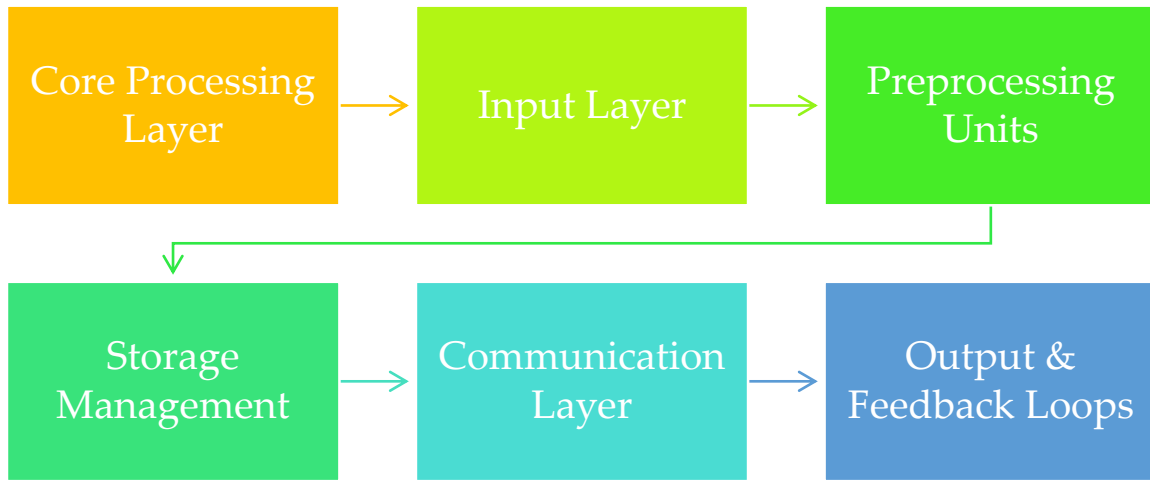 Core Processing
Layer
Input Layer
Preprocessing
Units
Storage
Management
Communication
Layer
Output &
Feedback Loops